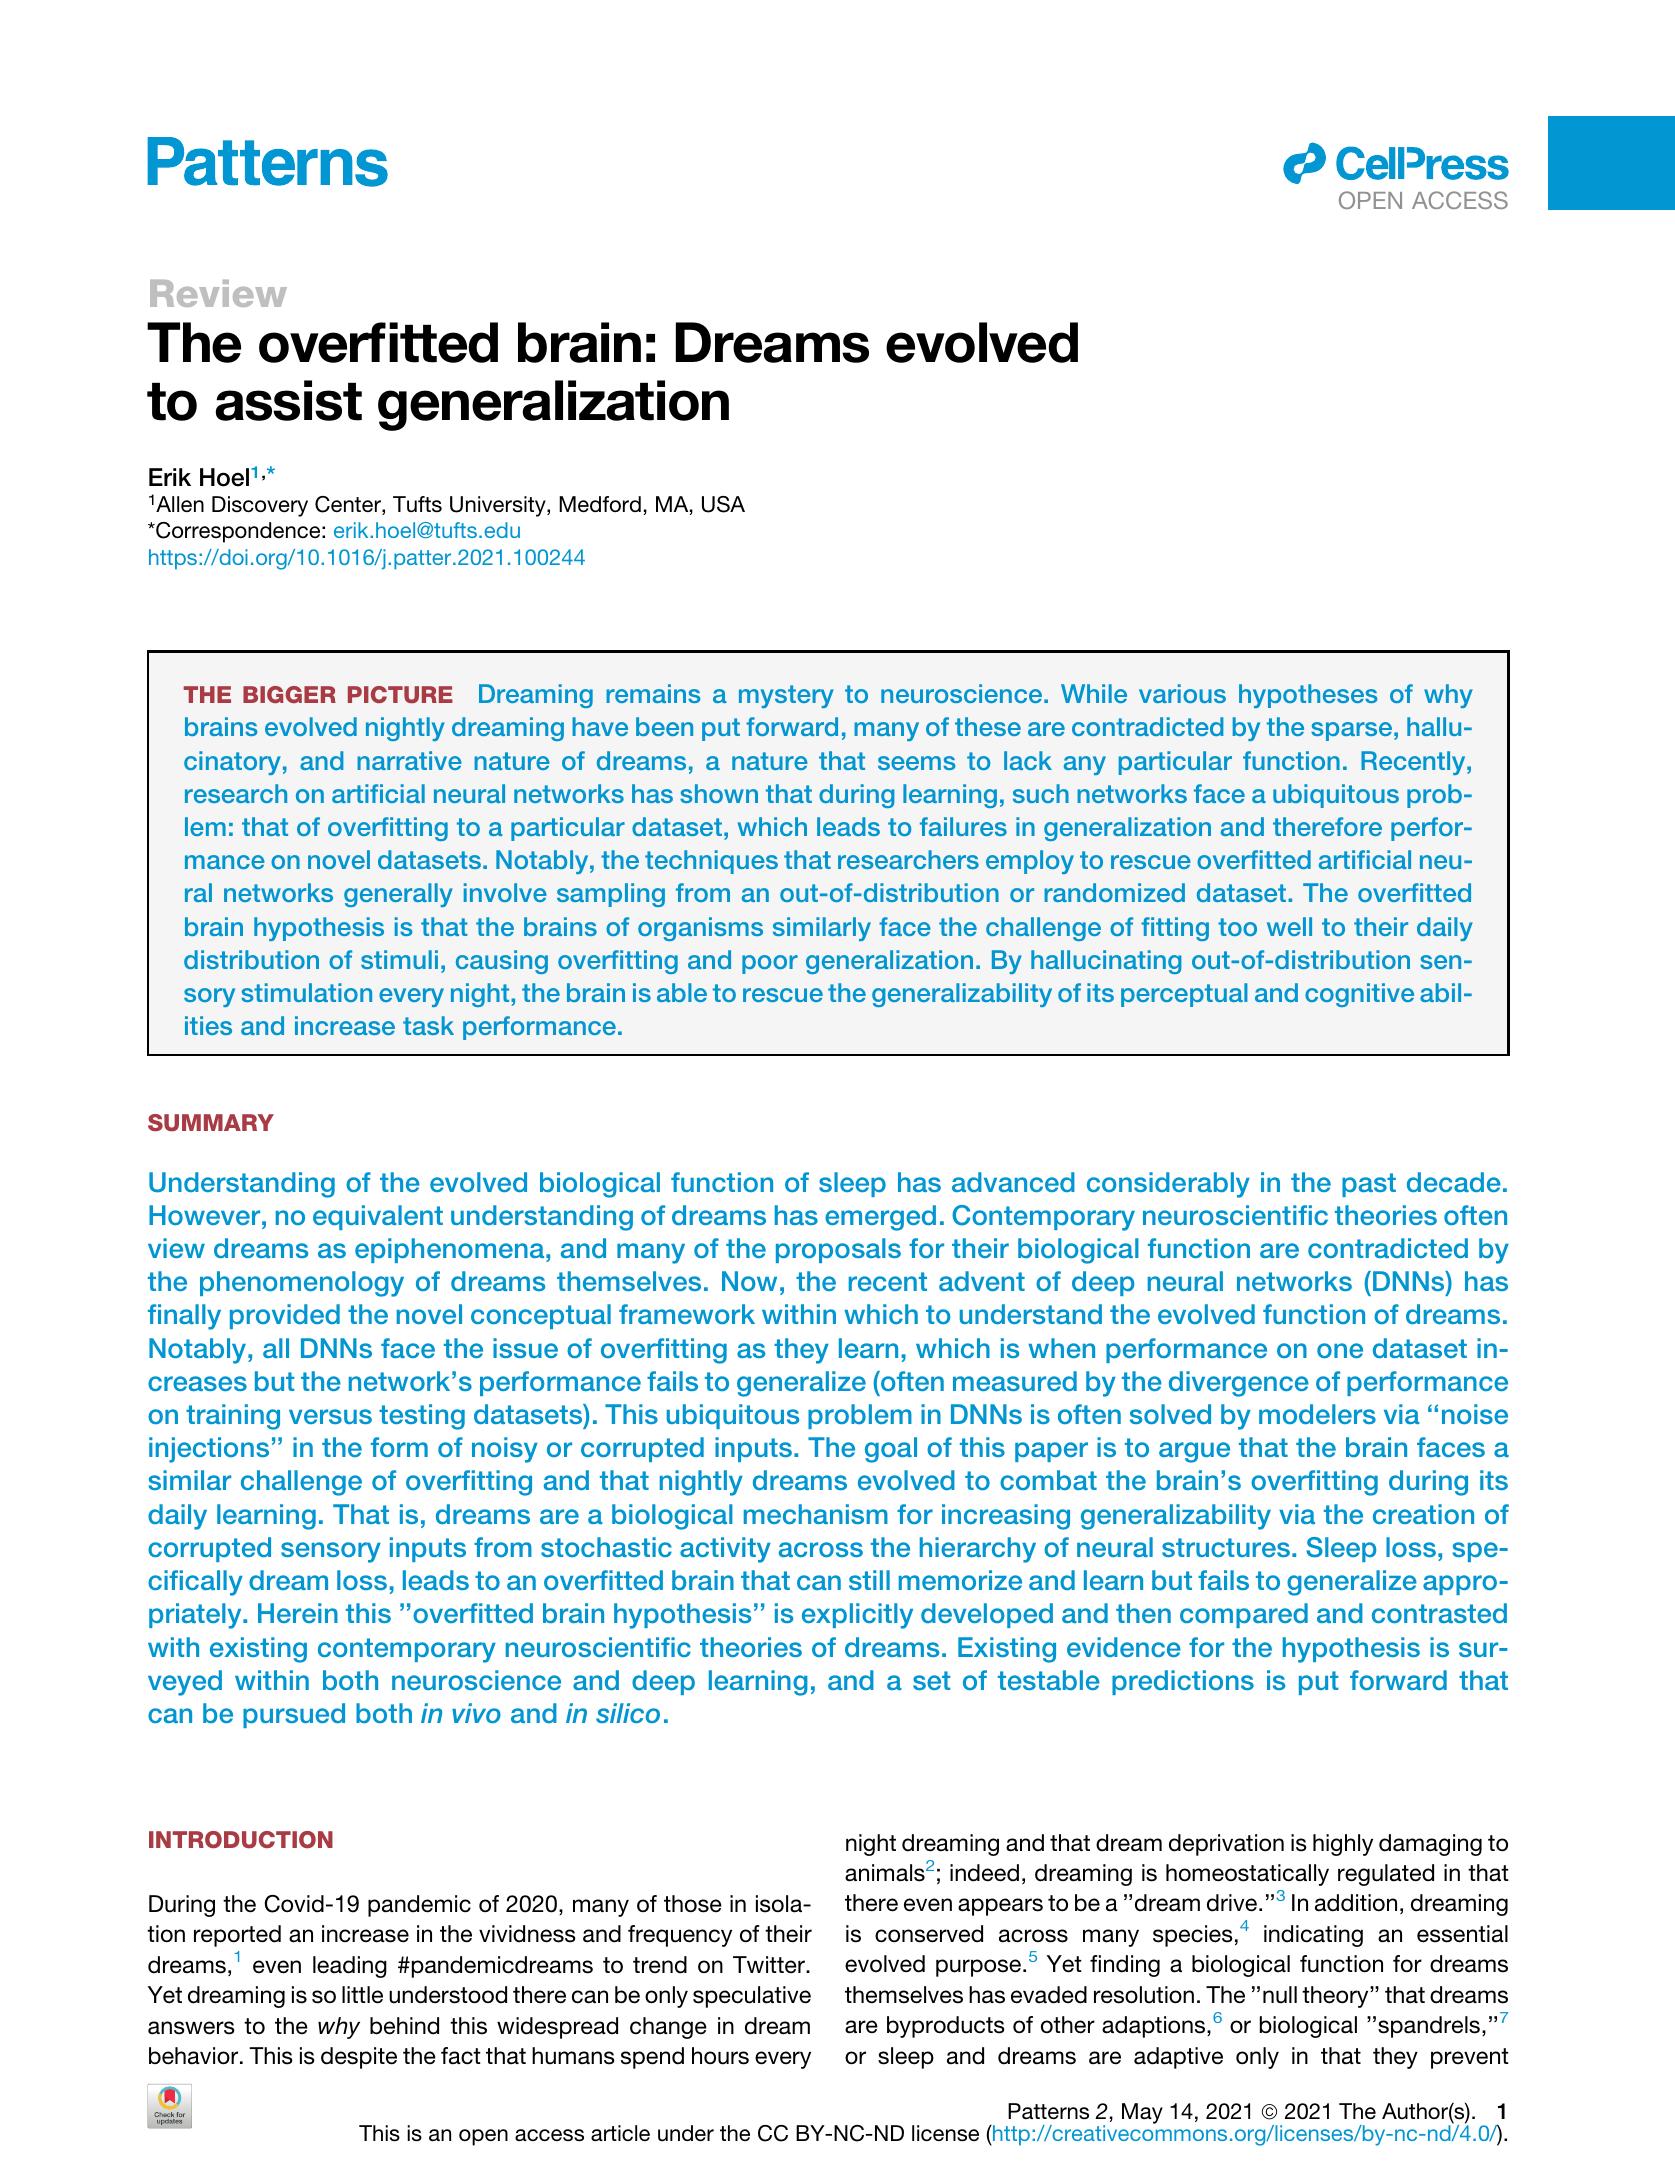 Patterns
CellPress
OPEN ACCESS
Review
The overfitted brain: Dreams evolved
to assist generalization
Erik Hoel1,*
1Allen Discovery Center, Tufts University, Medford, MA, USA
*Correspondence: erik.hoel@tufts.edu
https://doi.org/10.1016/j.patter.2021.100244
THE BIGGER PICTURE Dreaming remains a mystery to neuroscience. While various hypotheses of why
brains evolved nightly dreaming have been put forward, many of these are contradicted by the sparse, hallu-
cinatory, and narrative nature of dreams, a nature that seems to lack any particular function. Recently,
research on artificial neural networks has shown that during learning, such networks face a ubiquitous prob-
lem: that of overfitting to a particular dataset, which leads to failures in generalization and therefore perfor-
mance on novel datasets. Notably, the techniques that researchers employ to rescue overfitted artificial neu-
ral networks generally involve sampling from an out-of-distribution or randomized dataset. The overfitted
brain hypothesis is that the brains of organisms similarly face the challenge of fitting too well to their daily
distribution of stimuli, causing overfitting and poor generalization. By hallucinating out-of-distribution sen-
sory stimulation every night, the brain is able to rescue the generalizability of its perceptual and cognitive abil-
ities and increase task performance.
SUMMARY
Understanding of the evolved biological function of sleep has advanced considerably in the past decade.
However, no equivalent understanding of dreams has emerged. Contemporary neuroscientific theories often
view dreams as epiphenomena, and many of the proposals for their biological function are contradicted by
the phenomenology of dreams themselves. Now, the recent advent of deep neural networks (DNNs) has
finally provided the novel conceptual framework within which to understand the evolved function of dreams.
Notably, all DNNs face the issue of overfitting as they learn, which is when performance on one dataset in-
creases but the network's performance fails to generalize (often measured by the divergence of performance
on training versus testing datasets). This ubiquitous problem in DNNs is often solved by modelers via ‘‘noise
injections’’ in the form of noisy or corrupted inputs. The goal of this paper is to argue that the brain faces a
similar challenge of overfitting and that nightly dreams evolved to combat the brain's overfitting during its
daily learning. That is, dreams are a biological mechanism for increasing generalizability via the creation of
corrupted sensory inputs from stochastic activity across the hierarchy of neural structures. Sleep loss, spe-
cifically dream loss, leads to an overfitted brain that can still memorize and learn but fails to generalize appro-
priately. Herein this ’’overfitted brain hypothesis’’ is explicitly developed and then compared and contrasted
with existing contemporary neuroscientific theories of dreams. Existing evidence for the hypothesis is sur-
veyed within both neuroscience and deep learning, and a set of testable predictions is put forward that
can be pursued both in vivo and in silico.
INTRODUCTION
During the Covid-19 pandemic of 2020, many of those in isola-
tion reported an increase in the vividness and frequency of their
dreams,1 even leading #pandemicdreams to trend on Twitter.
Yet dreaming is so little understood there can be only speculative
answers to the why behind this widespread change in dream
behavior. This is despite the fact that humans spend hours every
night dreaming and that dream deprivation is highly damaging to
animals2; indeed, dreaming is homeostatically regulated in that
there even appears to be a ’’dream drive.’’3 In addition, dreaming
is conserved across many species,4 indicating an essential
evolved purpose.5 Yet finding a biological function for dreams
themselves has evaded resolution. The ’’null theory’’ that dreams
are byproducts of other adaptions,6 or biological ’’spandrels,’’7
or sleep and dreams are adaptive only in that they prevent
Check for
updates
Patterns 2, May 14, 2021 © 2021 The Author(s). 1
This is an open access article under the CC BY-NC-ND license (http://creativecommons.org/licenses/by-nc-nd/4.0/).